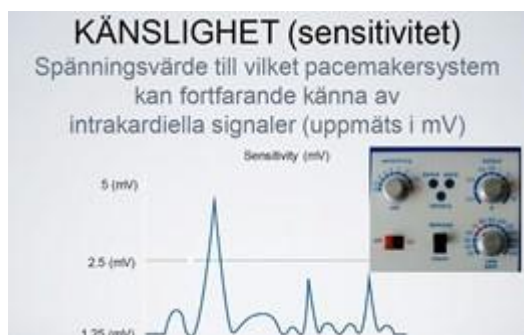 KÄNSLIGHET (sensitivitet)
Spänningsvärde till vilket pacemakersystem
kan fortfarande känna av
intrakardiella signaler (uppmäts i mV)
Sensitivity (mV)
5 (mV)
2.5 (mV)
1.25 (mV)